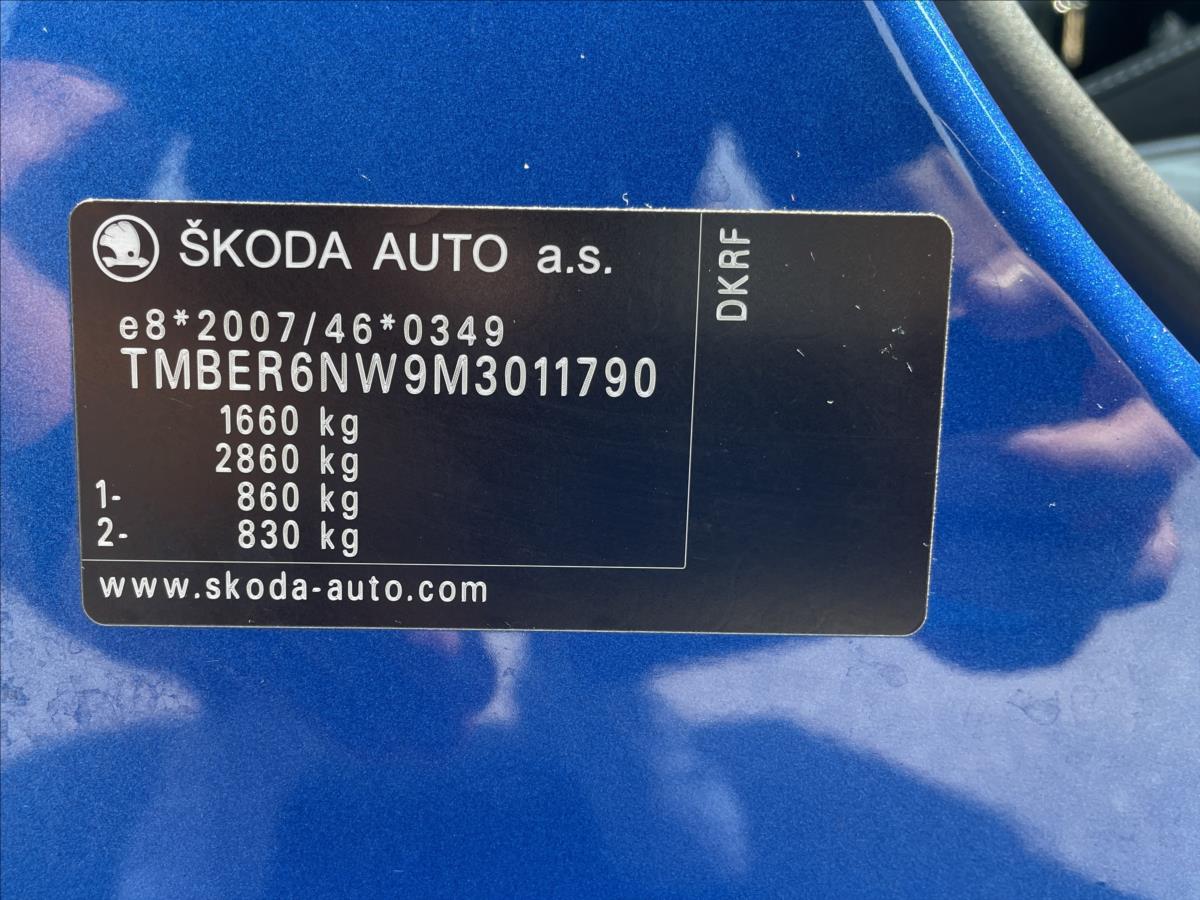 ŠKODA AUTO a.s.
DKRF
e8*2007/46*0349
TMBER6NW9M3011790
1660 kg
2860 kg
1- 860 kg
2- 830 kg
www.skoda-auto.com